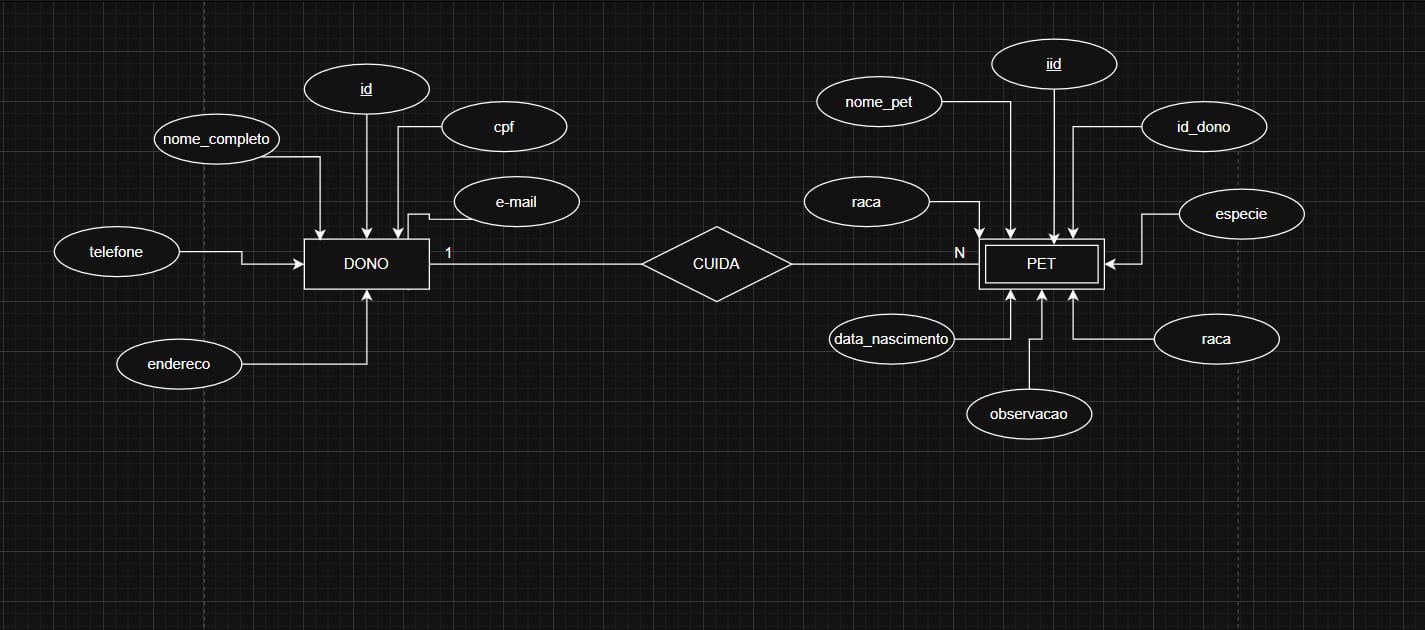 iid
id
nome_pet
cpf
id_dono
nome_completo
e-mail
raca
especie
telefone
1
N
DONO
CUIDA
PET
data_nascimento
raca
endereco
observacao